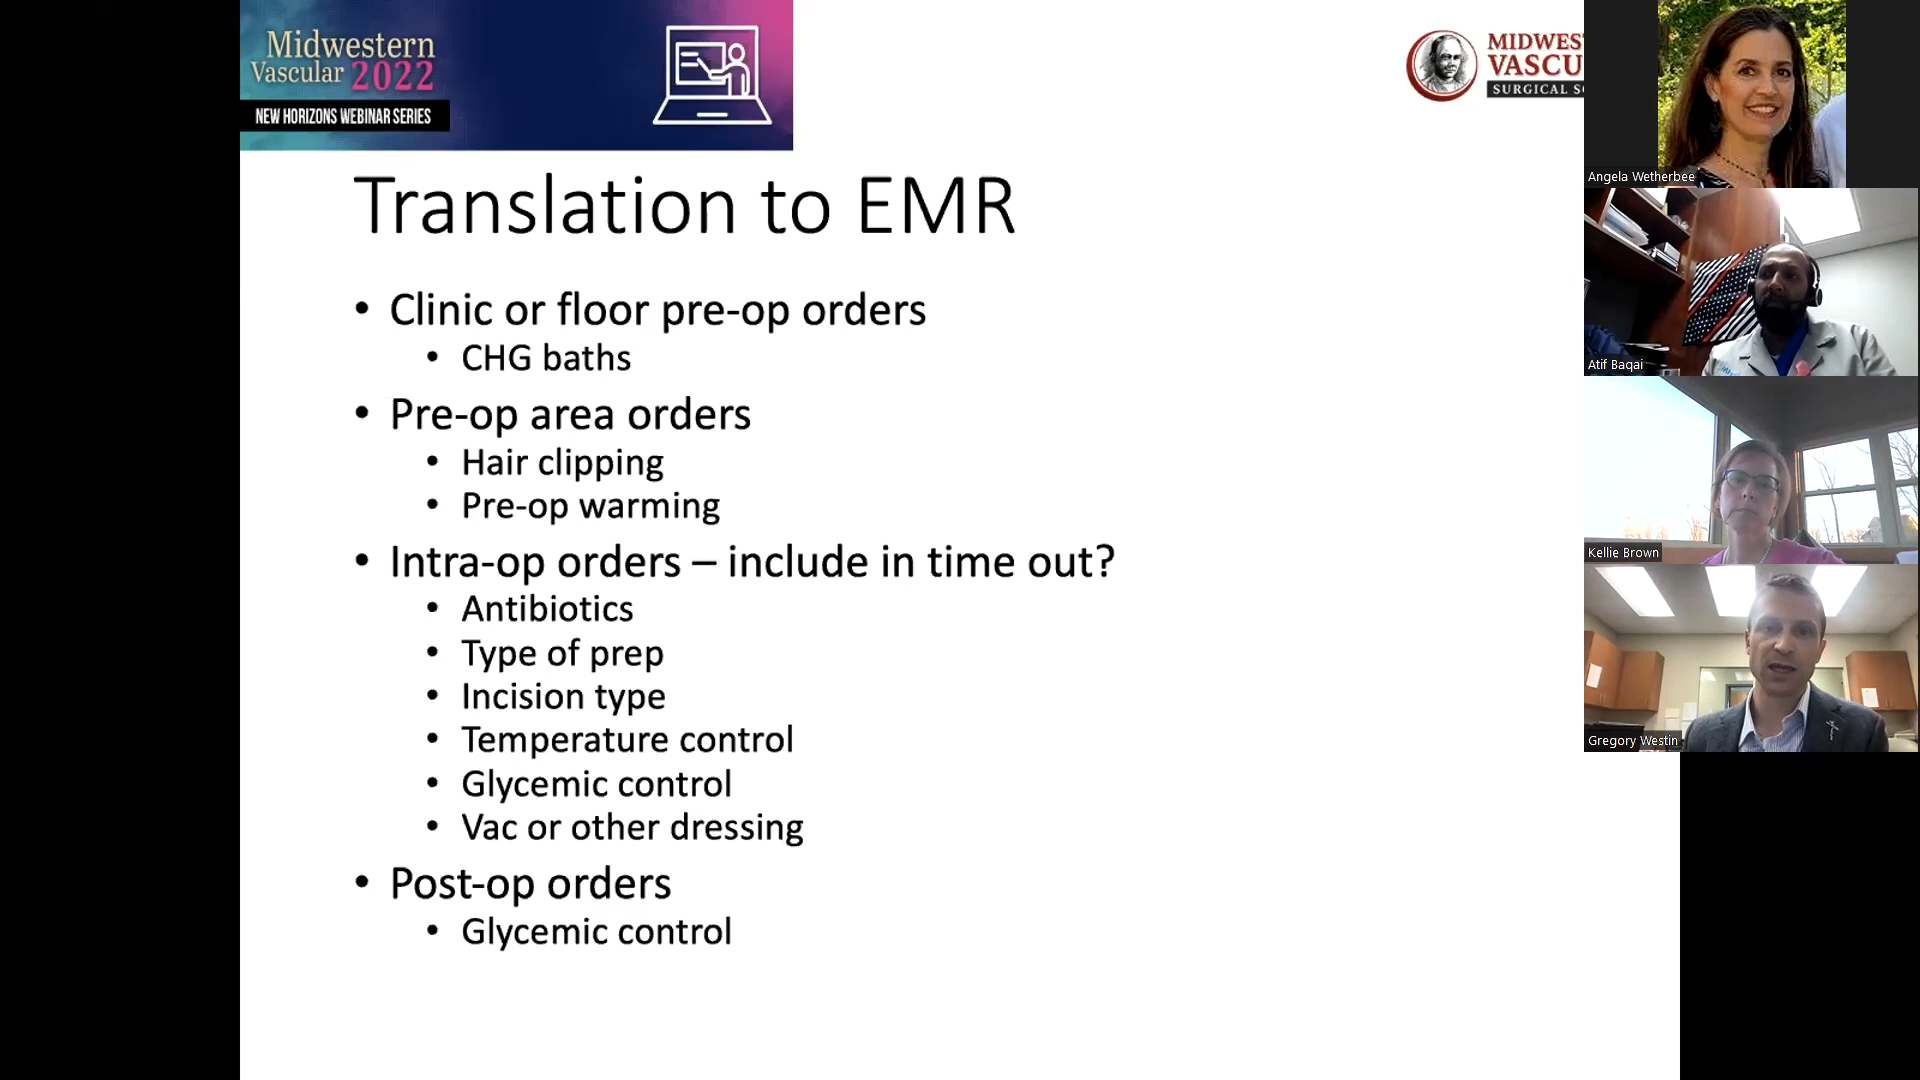 Midwestern
Vascular 2022
NEW HORIZONS WEBINAR SERIES
MIDWES
VASCU
SURGICAL S
Translation to EMR
• Clinic or floor pre-op orders
• CHG baths
• Pre-op area orders
• Hair clipping
• Pre-op warming
• Intra-op orders – include in time out?
• Antibiotics
• Type of prep
• Incision type
• Temperature control
• Glycemic control
• Vac or other dressing
• Post-op orders
• Glycemic control
Angela Wetherbee
Atif Baqai
Kellie Brown
Gregory Westin